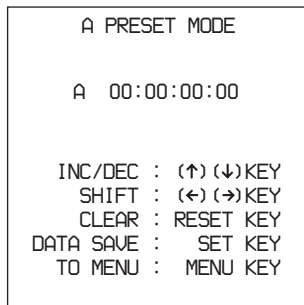 A PRESET MODE
A 00:00:00:00
INC/DEC : (↑) (↓) KEY
SHIFT : (←) (→) KEY
CLEAR : RESET KEY
DATA SAVE : SET KEY
TO MENU : MENU KEY